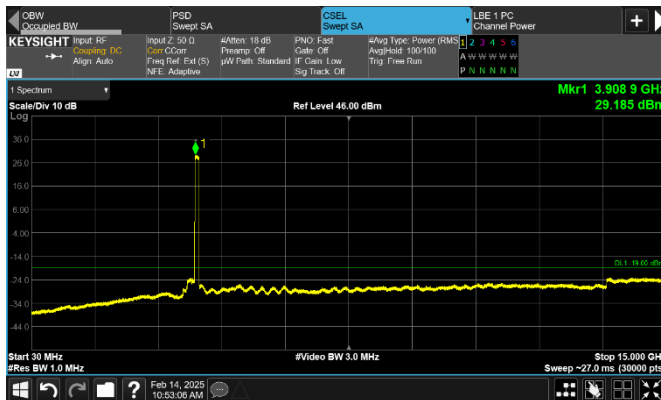 OBW
Occupied BW
PSD
Swept SA
CSEL
Swept SA
LBE 1 PC
Channel Power
KEYSIGHT
Input: RF
Coupling: DC
Align: Auto
Input Z: 50 Ω
Corr CCorr
Freq Ref: Ext (S)
NFE: Adaptive
#Atten: 18 dB
Preamp: Off
µW Path: Standard
PNO: Fast
Gate: Off
IF Gain: Low
Sig Track: Off
#Avg Type: Power (RMS
Avg|Hold: 100/100
Trig: Free Run
1 2 3 4 5 6
A W W W W W
P N N N N N
LV
1 Spectrum
Scale/Div 10 dB
Ref Level 46.00 dBm
Mkr1 3.908 9 GHz
29.185 dBm
Log
36.0
26.0
16.0
6.00
-4.00
-14.0
-24.0
-34.0
-44.0
1
DL1 -19.00 dBm
Start 30 MHz
#Res BW 1.0 MHz
#Video BW 3.0 MHz
Stop 15.000 GHz
Sweep ~27.0 ms (30000 pts)
?
Feb 14, 2025
10:53:06 AM